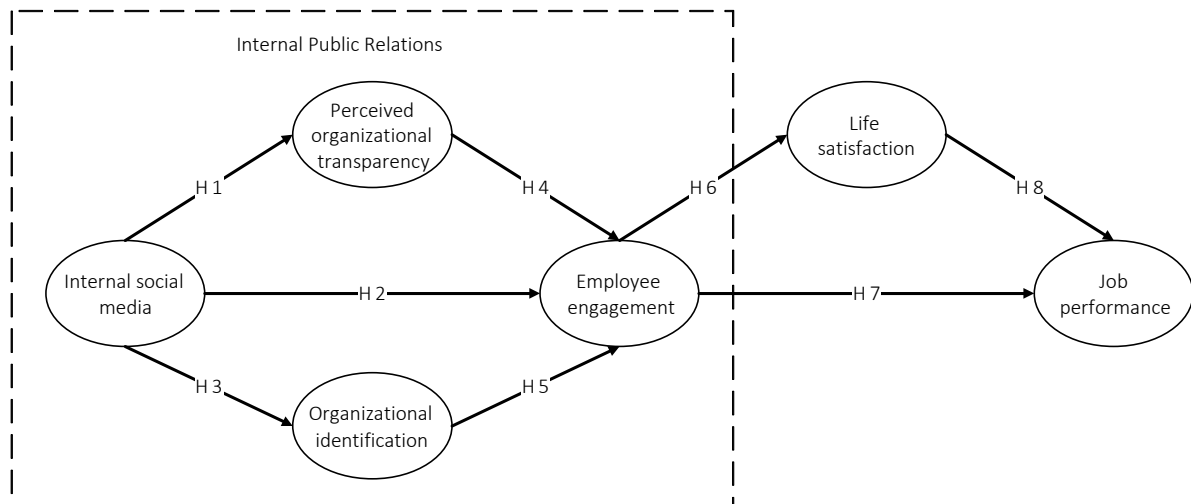 Internal Public Relations
Perceived
organizational
transparency
Life
satisfaction
H 1
H 4
H 6
H 8
Internal social
media
H 2
Employee
engagement
H 7
Job
performance
H 3
H 5
Organizational
identification